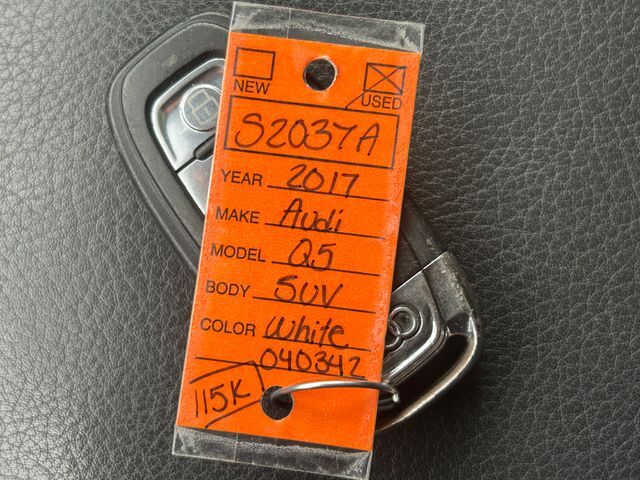 NEW USED
S2037A
YEAR 2017
MAKE Audi
MODEL Q5
BODY SUV
COLOR White
040342
115K